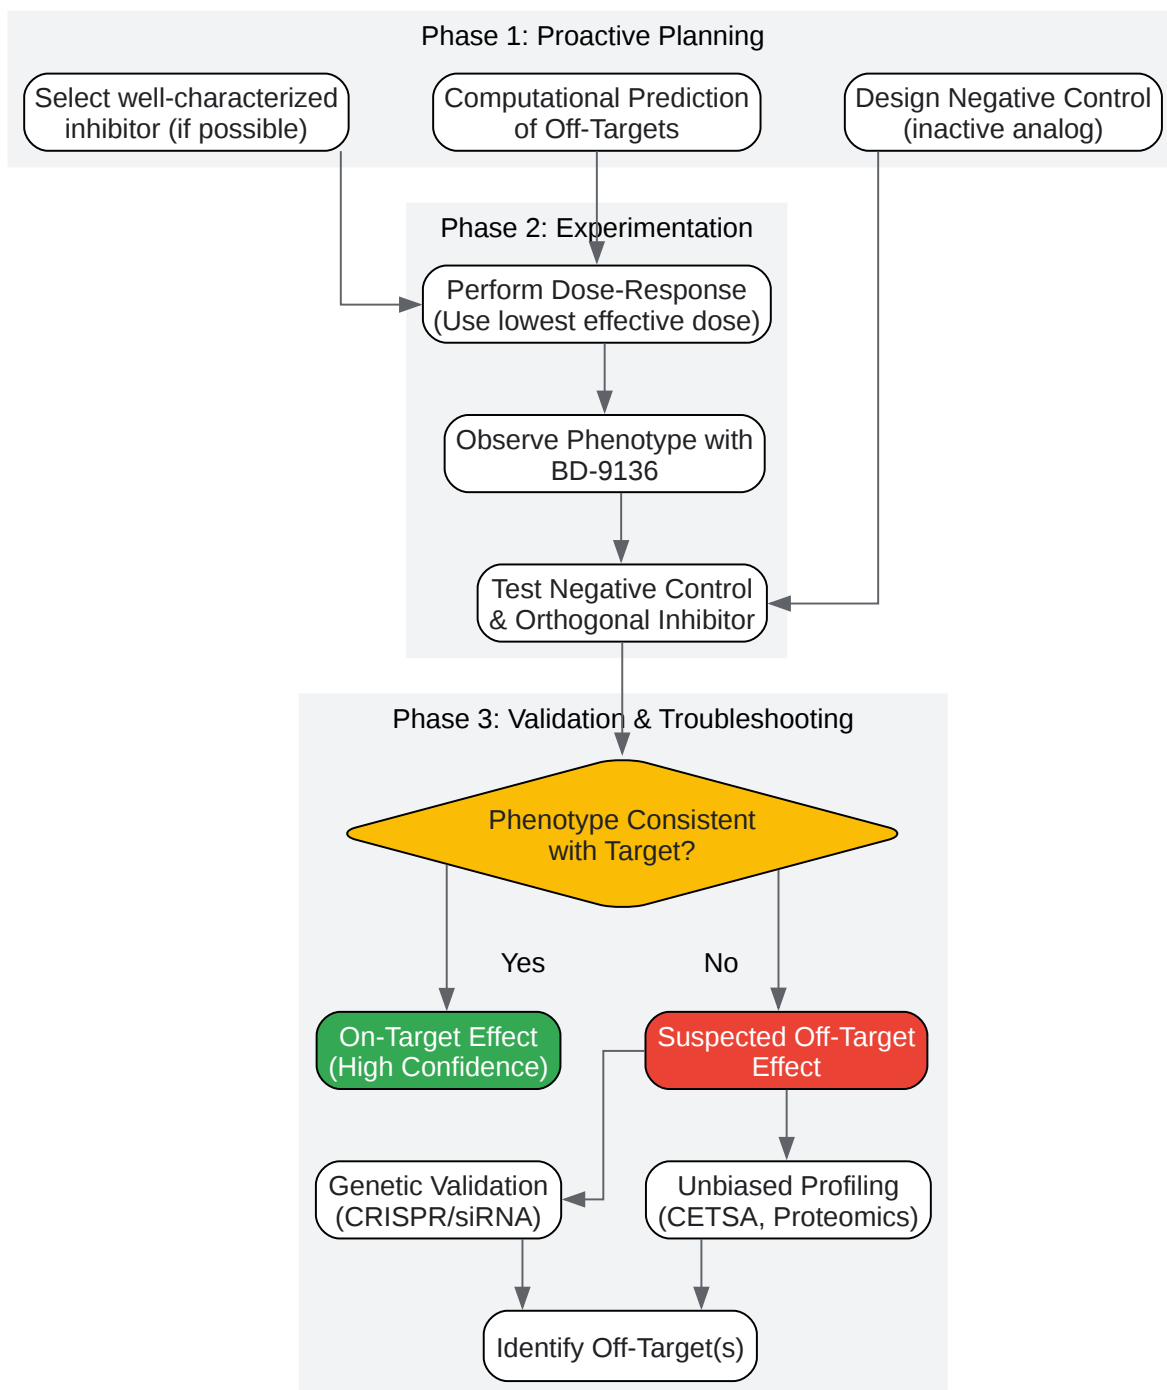 Phase 1: Proactive Planning
Select well-characterized
inhibitor (if possible)
Computational Prediction
of Off-Targets
Design Negative Control
(inactive analog)
Phase 2: Experimentation
Perform Dose-Response
(Use lowest effective dose)
Observe Phenotype with
BD-9136
Test Negative Control
& Orthogonal Inhibitor
Phase 3: Validation & Troubleshooting
Phenotype Consistent
with Target?
Yes
No
On-Target Effect
(High Confidence)
Suspected Off-Target
Effect
Genetic Validation
(CRISPR/siRNA)
Unbiased Profiling
(CETSA, Proteomics)
Identify Off-Target(s)